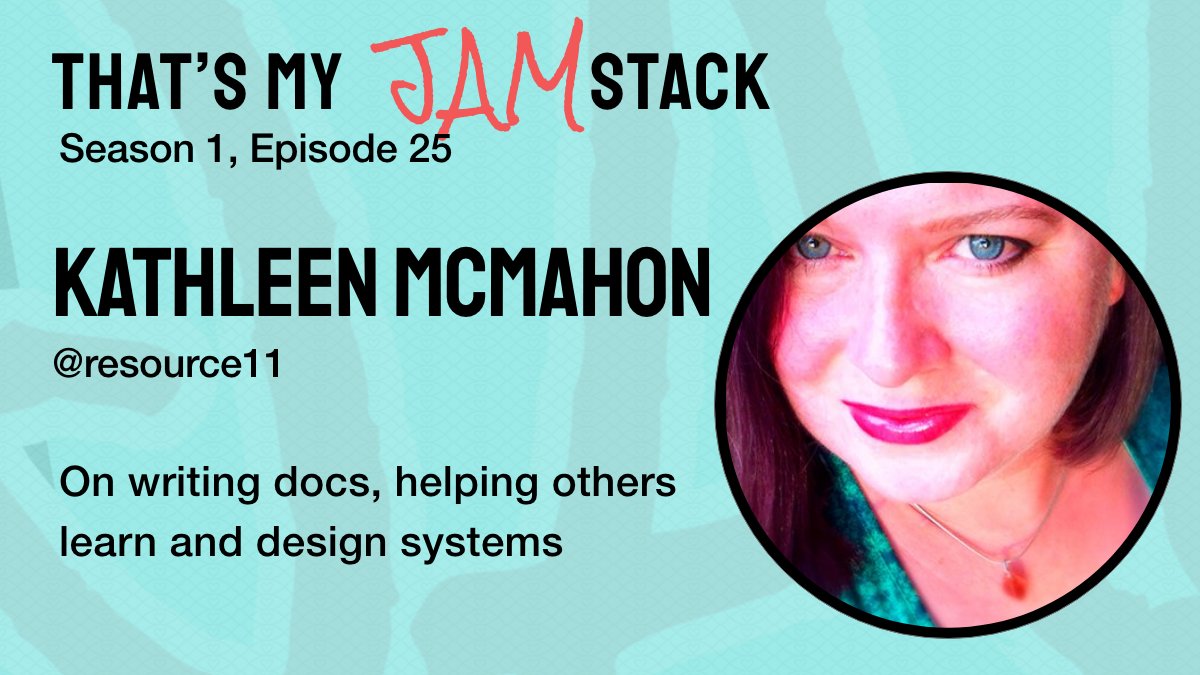 THAT'S MY JAMSTACK
Season 1, Episode 25
KATHLEEN MCMAHON
@resource11
On writing docs, helping others
learn and design systems